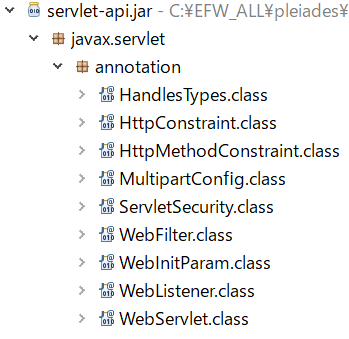 servlet-api.jar - C:¥EFW_ALL¥pleiades¥
javax.servlet
annotation
HandlesTypes.class
HttpConstraint.class
HttpMethodConstraint.class
MultipartConfig.class
ServletSecurity.class
WebFilter.class
WebInitParam.class
WebListener.class
WebServlet.class